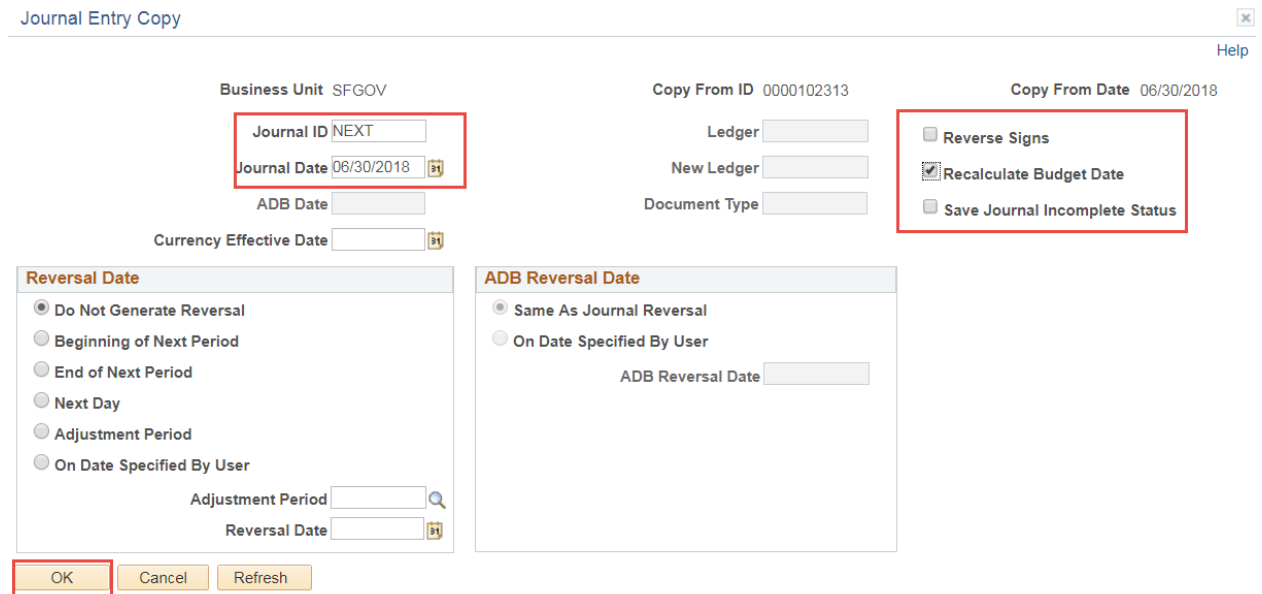 Journal Entry Copy
Help
Business Unit SFGOV Copy From ID 0000102313 Copy From Date 06/30/2018
Journal ID NEXT Ledger Reverse Signs
Journal Date 06/30/2018 31 New Ledger Recalculate Budget Date
ADB Date Document Type Save Journal Incomplete Status
Currency Effective Date 31
Reversal Date ADB Reversal Date
Do Not Generate Reversal Same As Journal Reversal
Beginning of Next Period On Date Specified By User
End of Next Period ADB Reversal Date
Next Day
Adjustment Period
On Date Specified By User
Adjustment Period
Reversal Date 31
OK Cancel Refresh